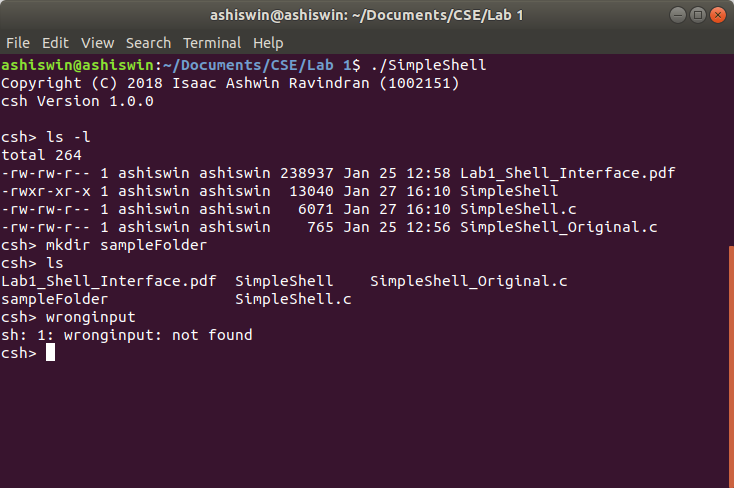 ashiswin@ashiswin: ~/Documents/CSE/Lab 1
File Edit View Search Terminal Help
ashiswin@ashiswin:~/Documents/CSE/Lab 1$ ./SimpleShell
Copyright (C) 2018 Isaac Ashwin Ravindran (1002151)
csh Version 1.0.0
csh> ls -l
total 264
-rw-rw-r-- 1 ashiswin ashiswin 238937 Jan 25 12:58 Lab1_Shell_Interface.pdf
-rwxr-xr-x 1 ashiswin ashiswin  13040 Jan 27 16:10 SimpleShell
-rw-rw-r-- 1 ashiswin ashiswin   6071 Jan 27 16:10 SimpleShell.c
-rw-rw-r-- 1 ashiswin ashiswin    765 Jan 25 12:56 SimpleShell_Original.c
csh> mkdir sampleFolder
csh> ls
Lab1_Shell_Interface.pdf  SimpleShell    SimpleShell_Original.c
sampleFolder              SimpleShell.c
csh> wronginput
sh: 1: wronginput: not found
csh>